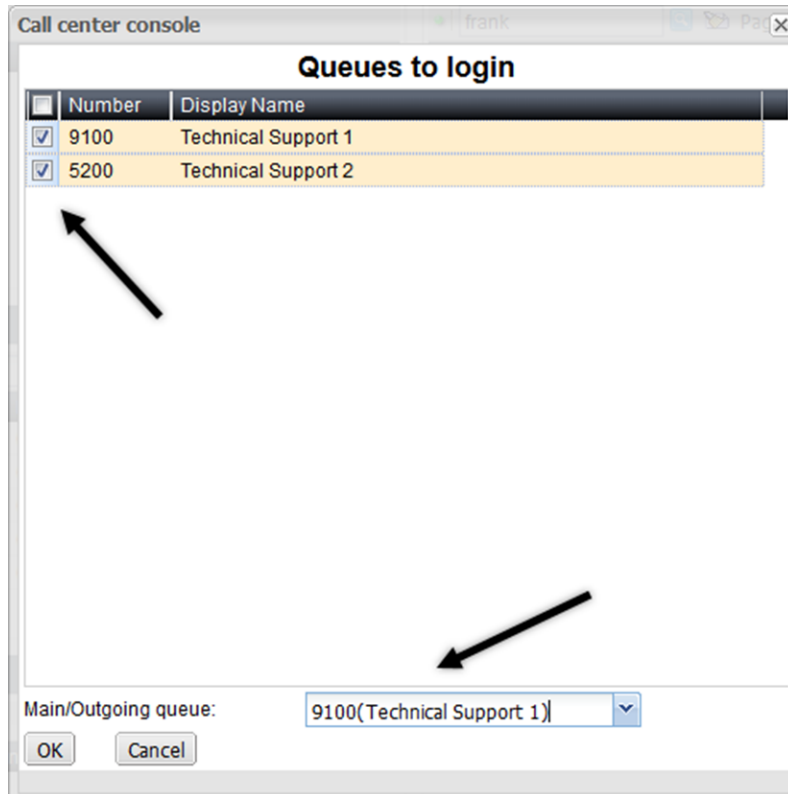 Call center console
frank
Queues to login
Number Display Name
9100 Technical Support 1
5200 Technical Support 2
Main/Outgoing queue: 9100(Technical Support 1)
OK Cancel